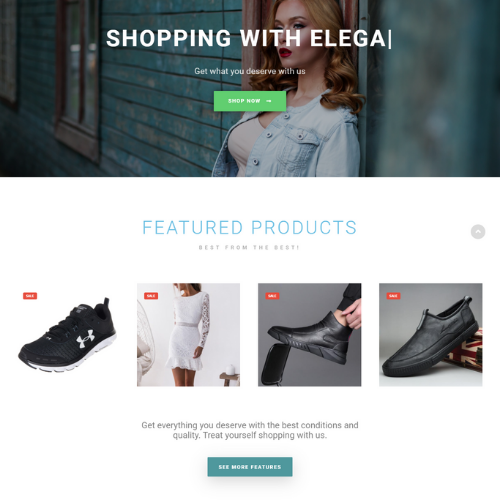 SHOPPING WITH ELEGA|
Get what you deserve with us
SHOP NOW →
FEATURED PRODUCTS
BEST FROM THE BEST!
SALE
SALE
SALE
SALE
Get everything you deserve with the best conditions and
quality. Treat yourself shopping with us.
SEE MORE FEATURES